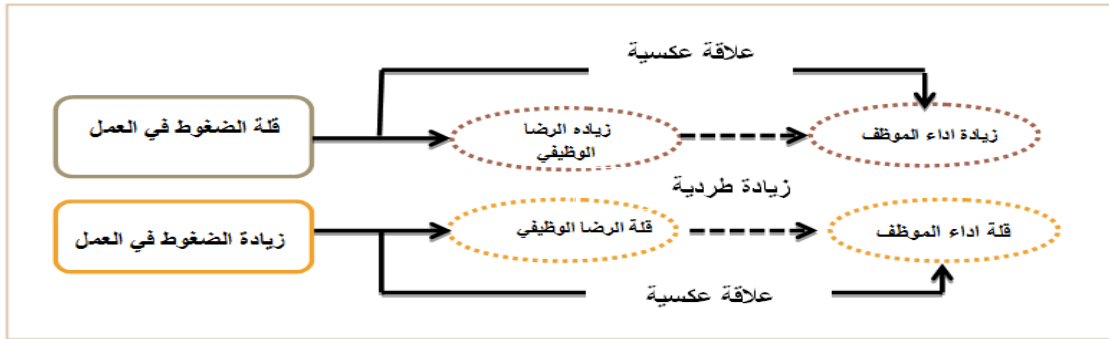 علاقة عكسية
قلة الضغوط في العمل
زياده الرضا
الوظيفي
زيادة اداء الموظف
زيادة طردية
زيادة الضغوط في العمل
قلة الرضا الوظيفي
قلة اداء الموظف
علاقة عكسية